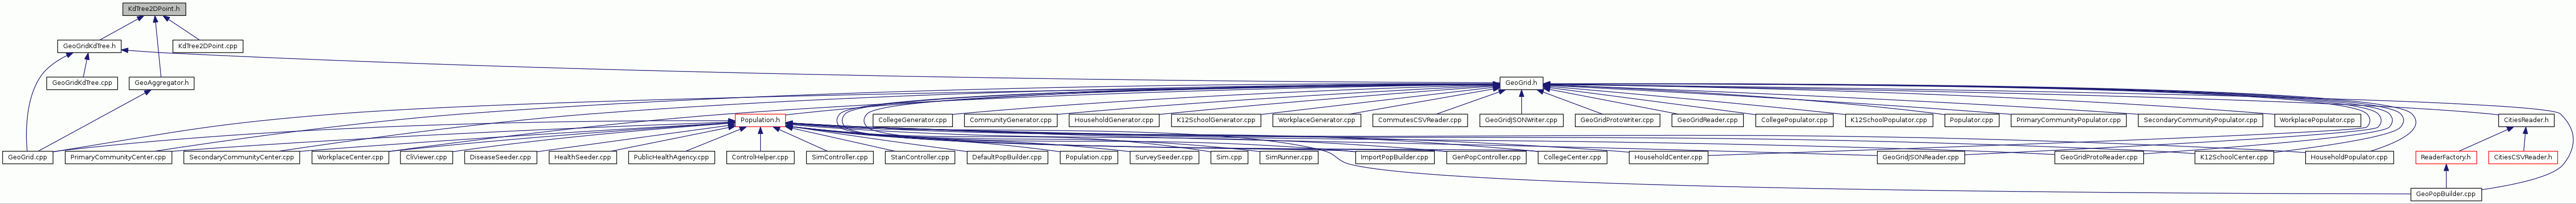 KdTree2DPoint.h
GeoGridKdTree.h
KdTree2DPoint.cpp
GeoGridKdTree.cpp
GeoAggregator.h
GeoGrid.h
Population.h
CollegeGenerator.cpp
CommunityGenerator.cpp
HouseholdGenerator.cpp
K12SchoolGenerator.cpp
WorkplaceGenerator.cpp
CommutesCSVReader.cpp
GeoGridJSONWriter.cpp
GeoGridProtoWriter.cpp
GeoGridReader.cpp
CollegePopulator.cpp
K12SchoolPopulator.cpp
Populator.cpp
PrimaryCommunityPopulator.cpp
SecondaryCommunityPopulator.cpp
WorkplacePopulator.cpp
CitiesReader.h
GeoGrid.cpp
PrimaryCommunityCenter.cpp
SecondaryCommunityCenter.cpp
WorkplaceCenter.cpp
CliViewer.cpp
DiseaseSeeder.cpp
HealthSeeder.cpp
PublicHealthAgency.cpp
ControlHelper.cpp
SimController.cpp
StanController.cpp
DefaultPopBuilder.cpp
Population.cpp
SurveySeeder.cpp
Sim.cpp
SimRunner.cpp
ImportPopBuilder.cpp
GenPopController.cpp
CollegeCenter.cpp
HouseholdCenter.cpp
GeoGridJSONReader.cpp
GeoGridProtoReader.cpp
K12SchoolCenter.cpp
HouseholdPopulator.cpp
ReaderFactory.h
CitiesCSVReader.h
GeoPopBuilder.cpp